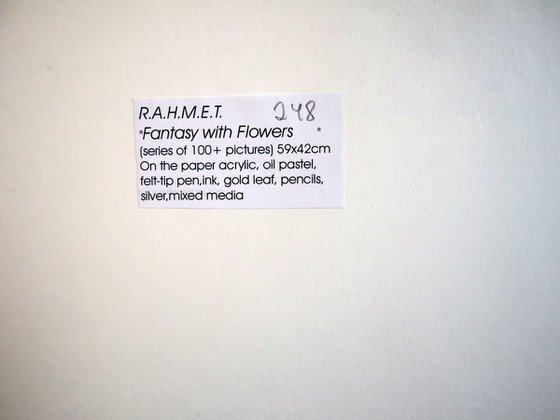 R.A.H.M.E.T. 248
"Fantasy with Flowers "
(series of 100+ pictures) 59x42cm
On the paper acrylic, oil pastel,
felt-tip pen,ink, gold leaf, pencils,
silver,mixed media